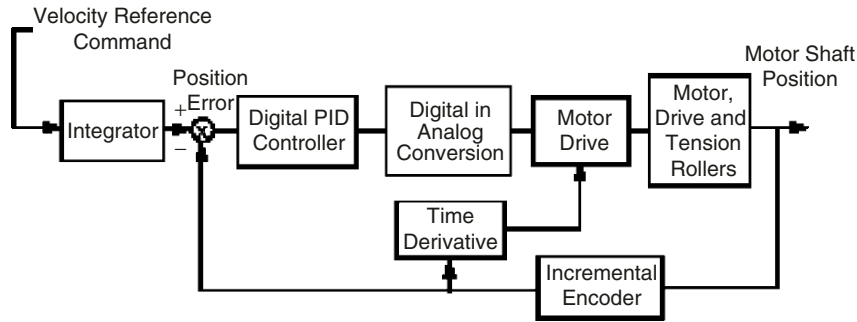 Velocity Reference
Command
Position
Error
+
−
Integrator
Digital PID
Controller
Digital in
Analog
Conversion
Motor
Drive
Motor,
Drive and
Tension
Rollers
Motor Shaft
Position
Time
Derivative
Incremental
Encoder